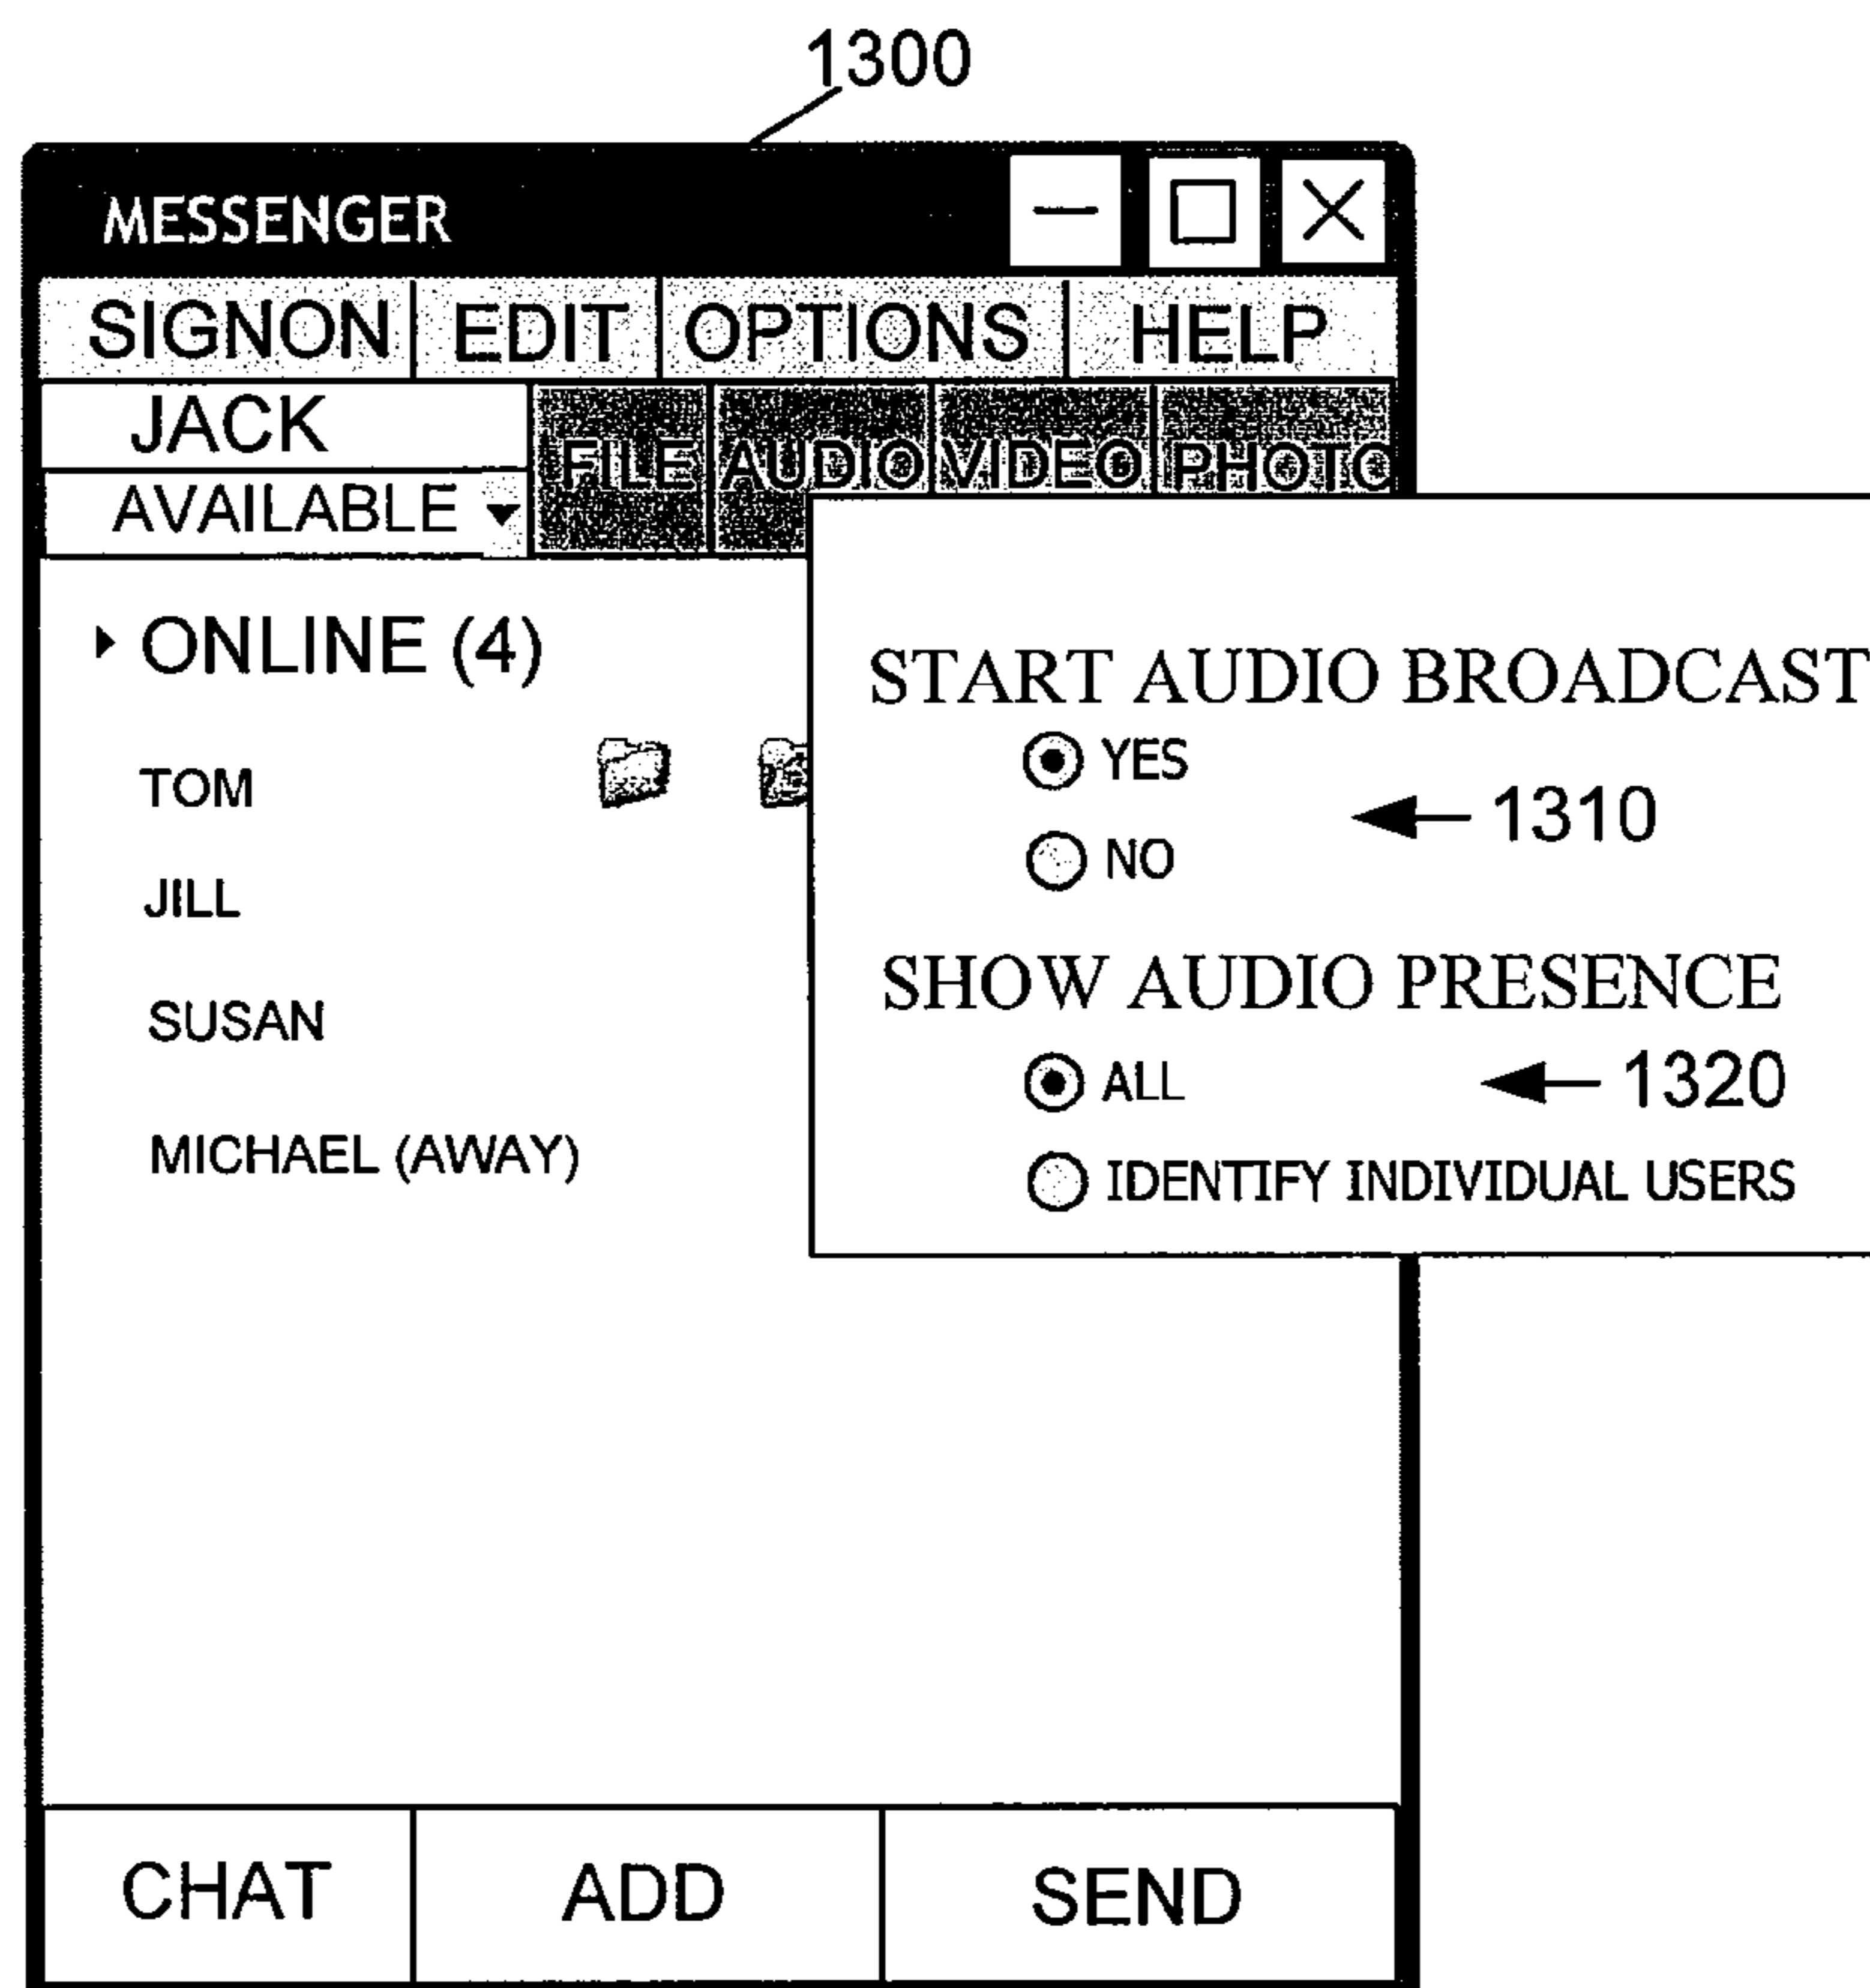 1300
MESSENGER
SIGNON EDIT OPTIONS HELP
JACK
AVAILABLE
FILE AUDIO VIDEO PHOTO
ONLINE (4)
TOM
JILL
SUSAN
MICHAEL (AWAY)
START AUDIO BROADCAST
YES
1310
NO
SHOW AUDIO PRESENCE
ALL
1320
IDENTIFY INDIVIDUAL USERS
CHAT ADD SEND